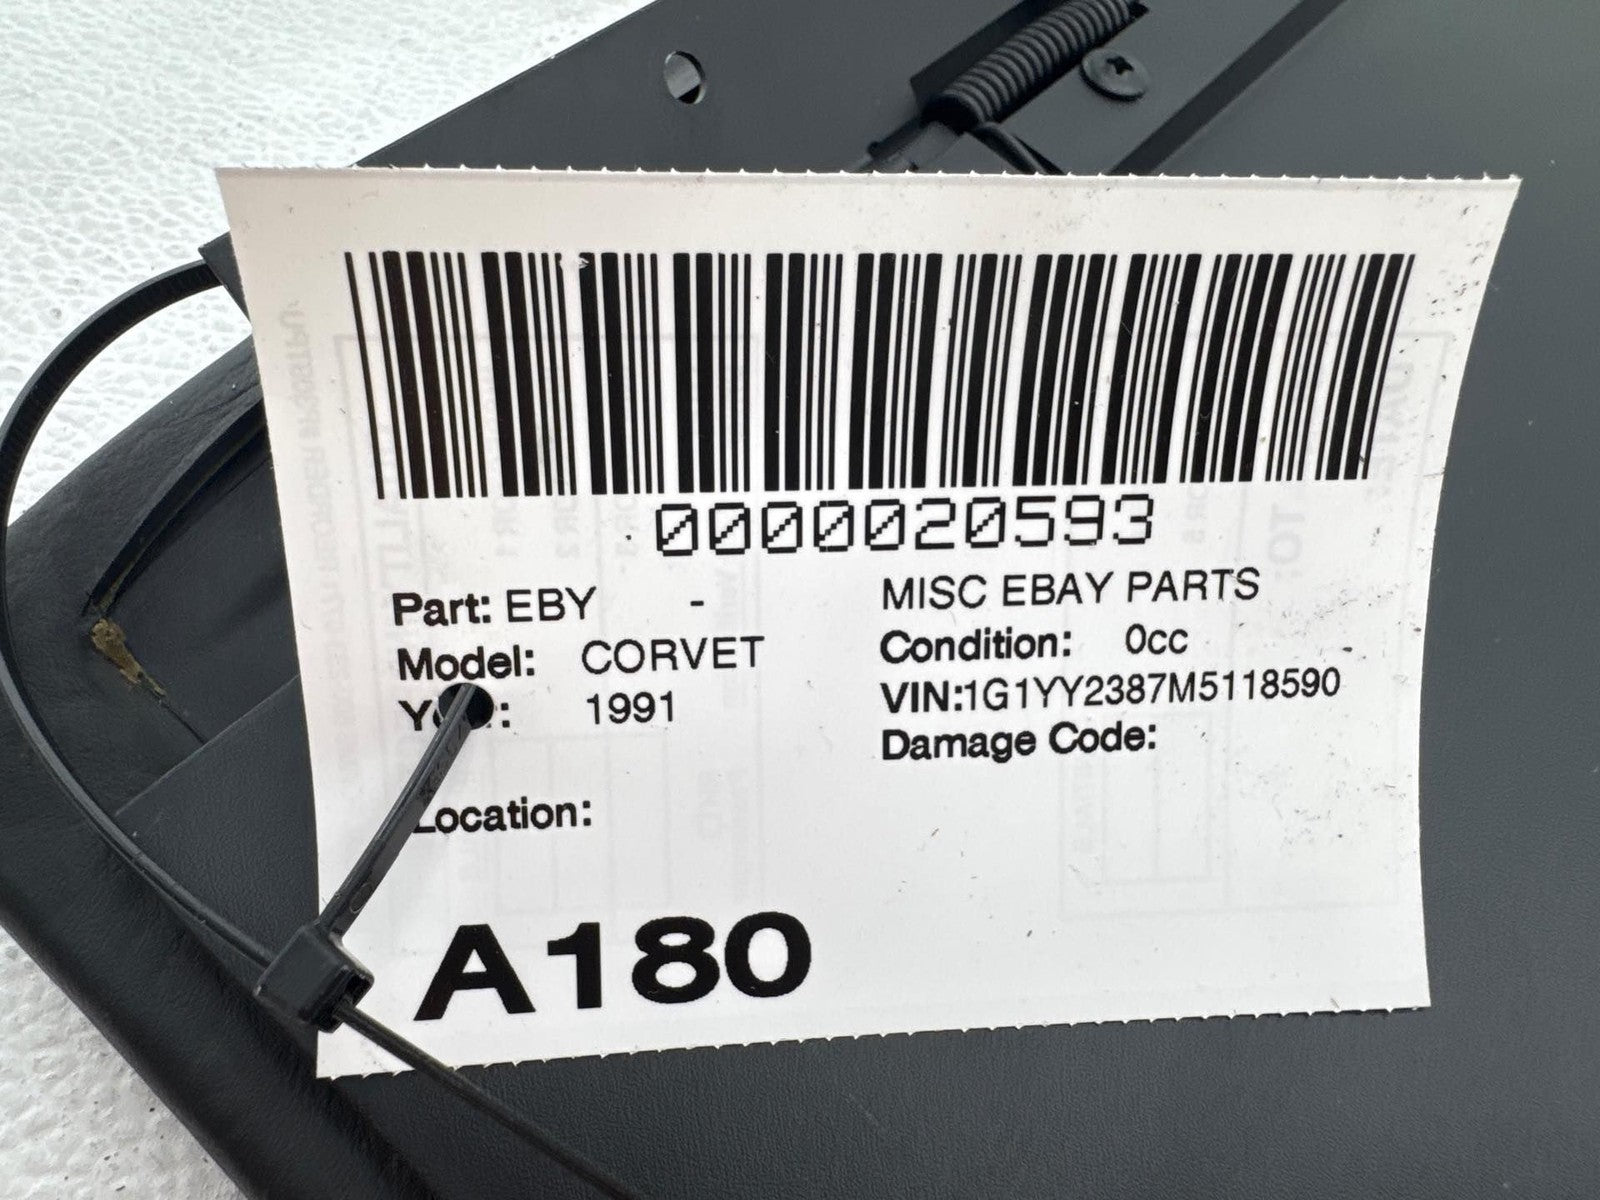 0000020593
Part: EBY -
MISC EBAY PARTS
Model: CORVET
Condition: 0cc
1991
VIN:1G1YY2387M5118590
Damage Code:
Location:
A180